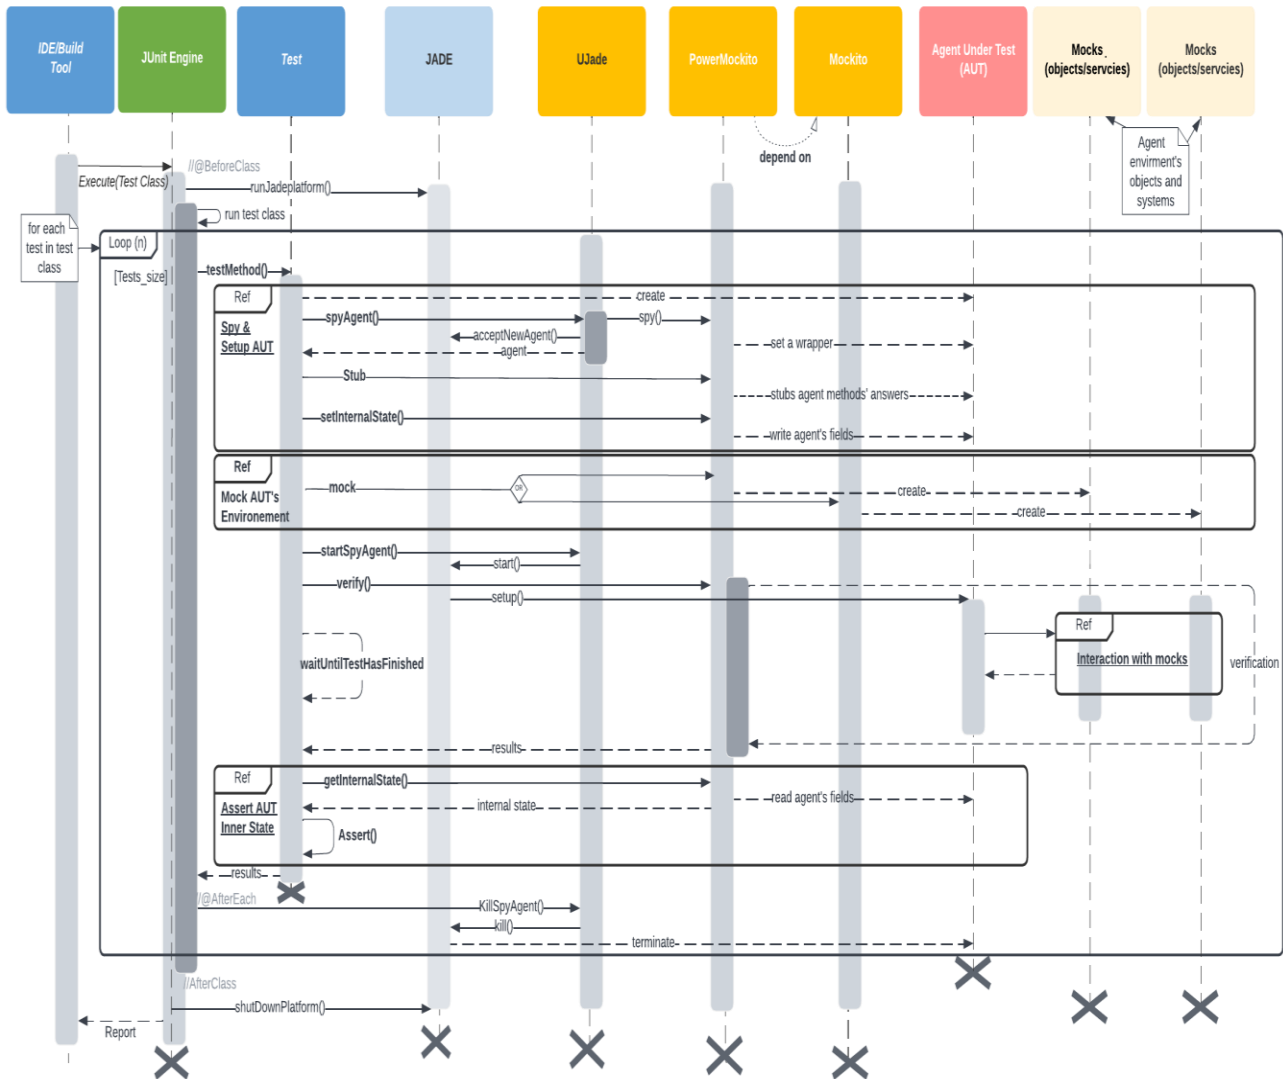 IDE/Build
Tool
JUnit Engine
Test
JADE
UJade
PowerMockito
Mockito
Agent Under Test
(AUT)
Mocks
(objects/servcies)
Mocks
(objects/servcies)
depend on
Agent
envirment's
objects and
systems
//@BeforeClass
Execute(Test Class)
runJadeplatform()
run test class
for each
test in test
class
Loop (n)
[Tests_size]
testMethod()
Ref
Spy &
Setup AUT
create
spyAgent()
spy()
acceptNewAgent()
set a wrapper
agent
Stub
stubs agent methods' answers
setInternalState()
write agent's fields
Ref
Mock AUT's
Environement
mock
OR
create
create
startSpyAgent()
start()
verify()
setup()
Ref
Interaction with mocks
verification
waitUntilTestHasFinished
results
Ref
Assert AUT
Inner State
getInternalState()
read agent's fields
internal state
Assert()
results
//@AfterEach
KillSpyAgent()
kill()
terminate
//AfterClass
shutDownPlatform()
Report